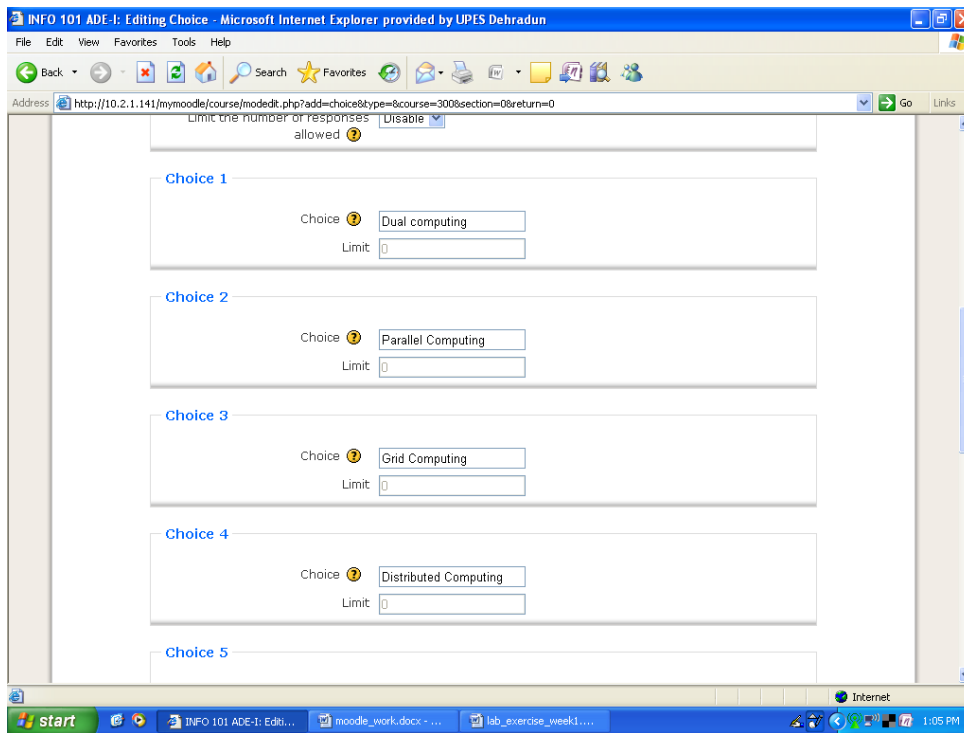 INFO 101 ADE-I: Editing Choice - Microsoft Internet Explorer provided by UPES Dehradun
File Edit View Favorites Tools Help
Back Search Favorites
Address http://10.2.1.141/mymoodle/course/modedit.php?add=choice&type=&course=300&section=0&return=0 Go Links
Limit the number of responses allowed Disable
Choice 1
Choice Dual computing
Limit 0
Choice 2
Choice Parallel Computing
Limit 0
Choice 3
Choice Grid Computing
Limit 0
Choice 4
Choice Distributed Computing
Limit 0
Choice 5
Internet
start INFO 101 ADE-I: Editi... moodle_work.docx - ... lab_exercise_week1.... 1:05 PM